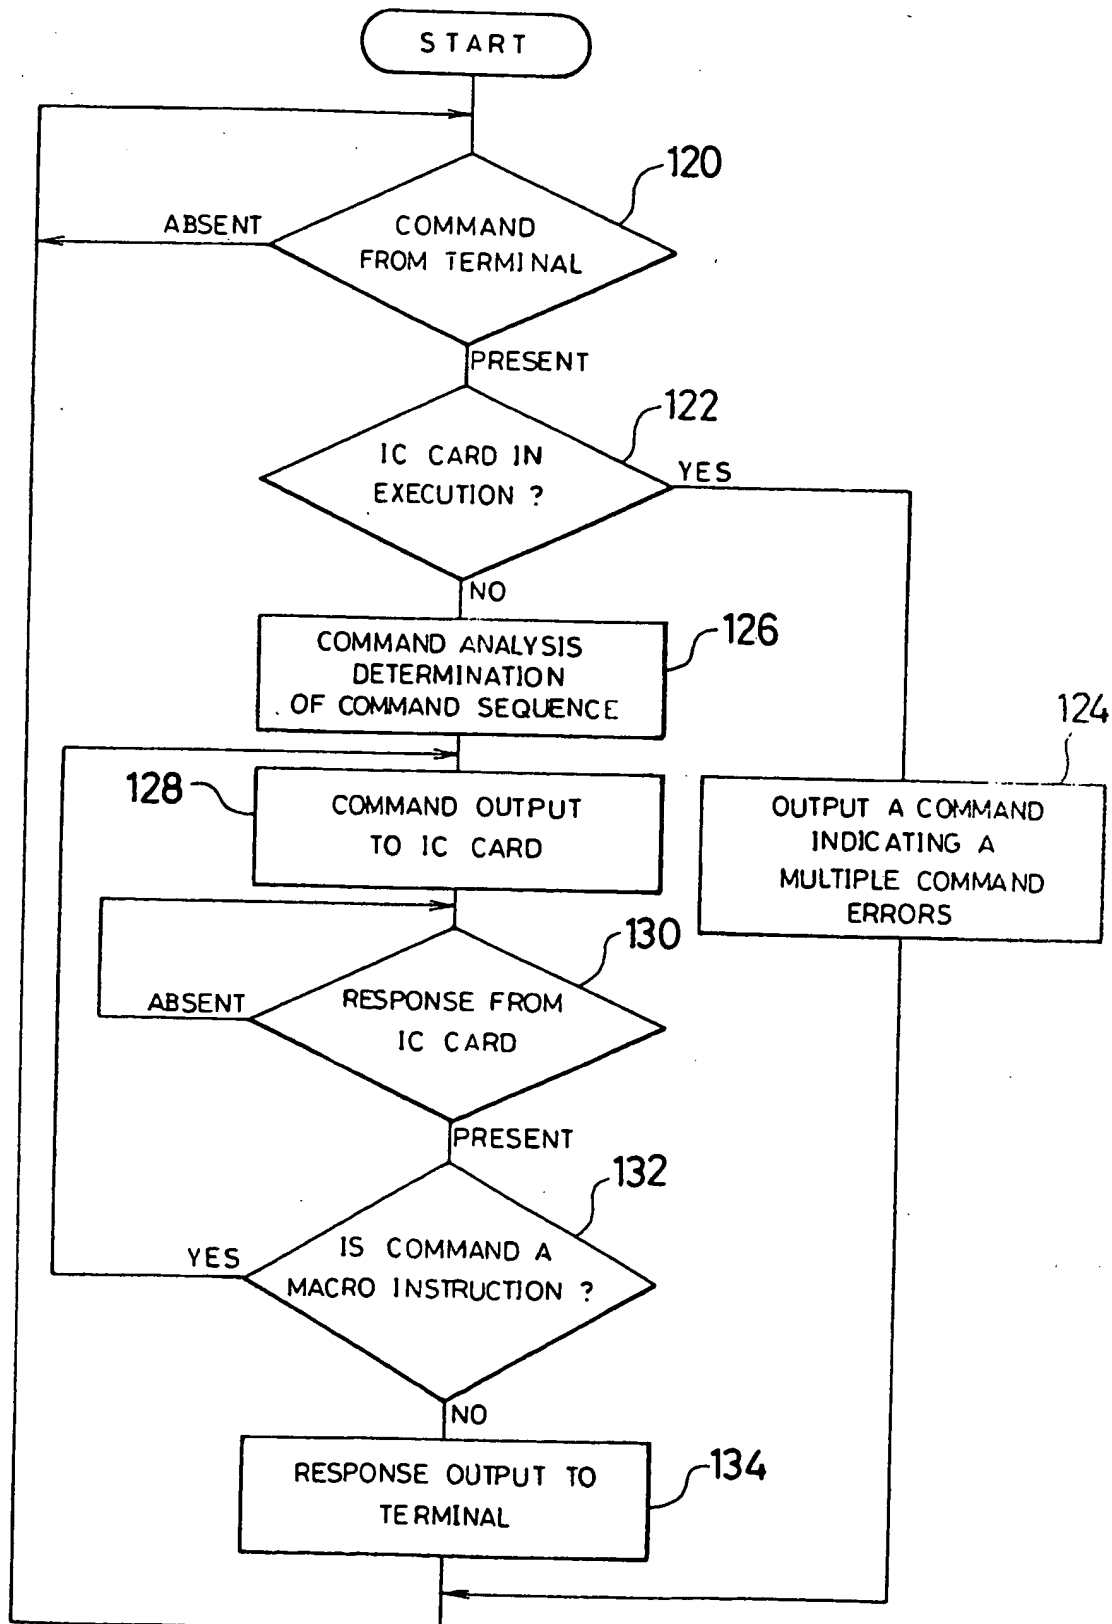 START
120
ABSENT
COMMAND
FROM TERMINAL
PRESENT
122
IC CARD IN
EXECUTION ?
YES
NO
126
COMMAND ANALYSIS
DETERMINATION
OF COMMAND SEQUENCE
124
128
COMMAND OUTPUT
TO IC CARD
OUTPUT A COMMAND
INDICATING A
MULTIPLE COMMAND
ERRORS
130
ABSENT
RESPONSE FROM
IC CARD
PRESENT
132
YES
IS COMMAND A
MACRO INSTRUCTION ?
NO
134
RESPONSE OUTPUT TO
TERMINAL